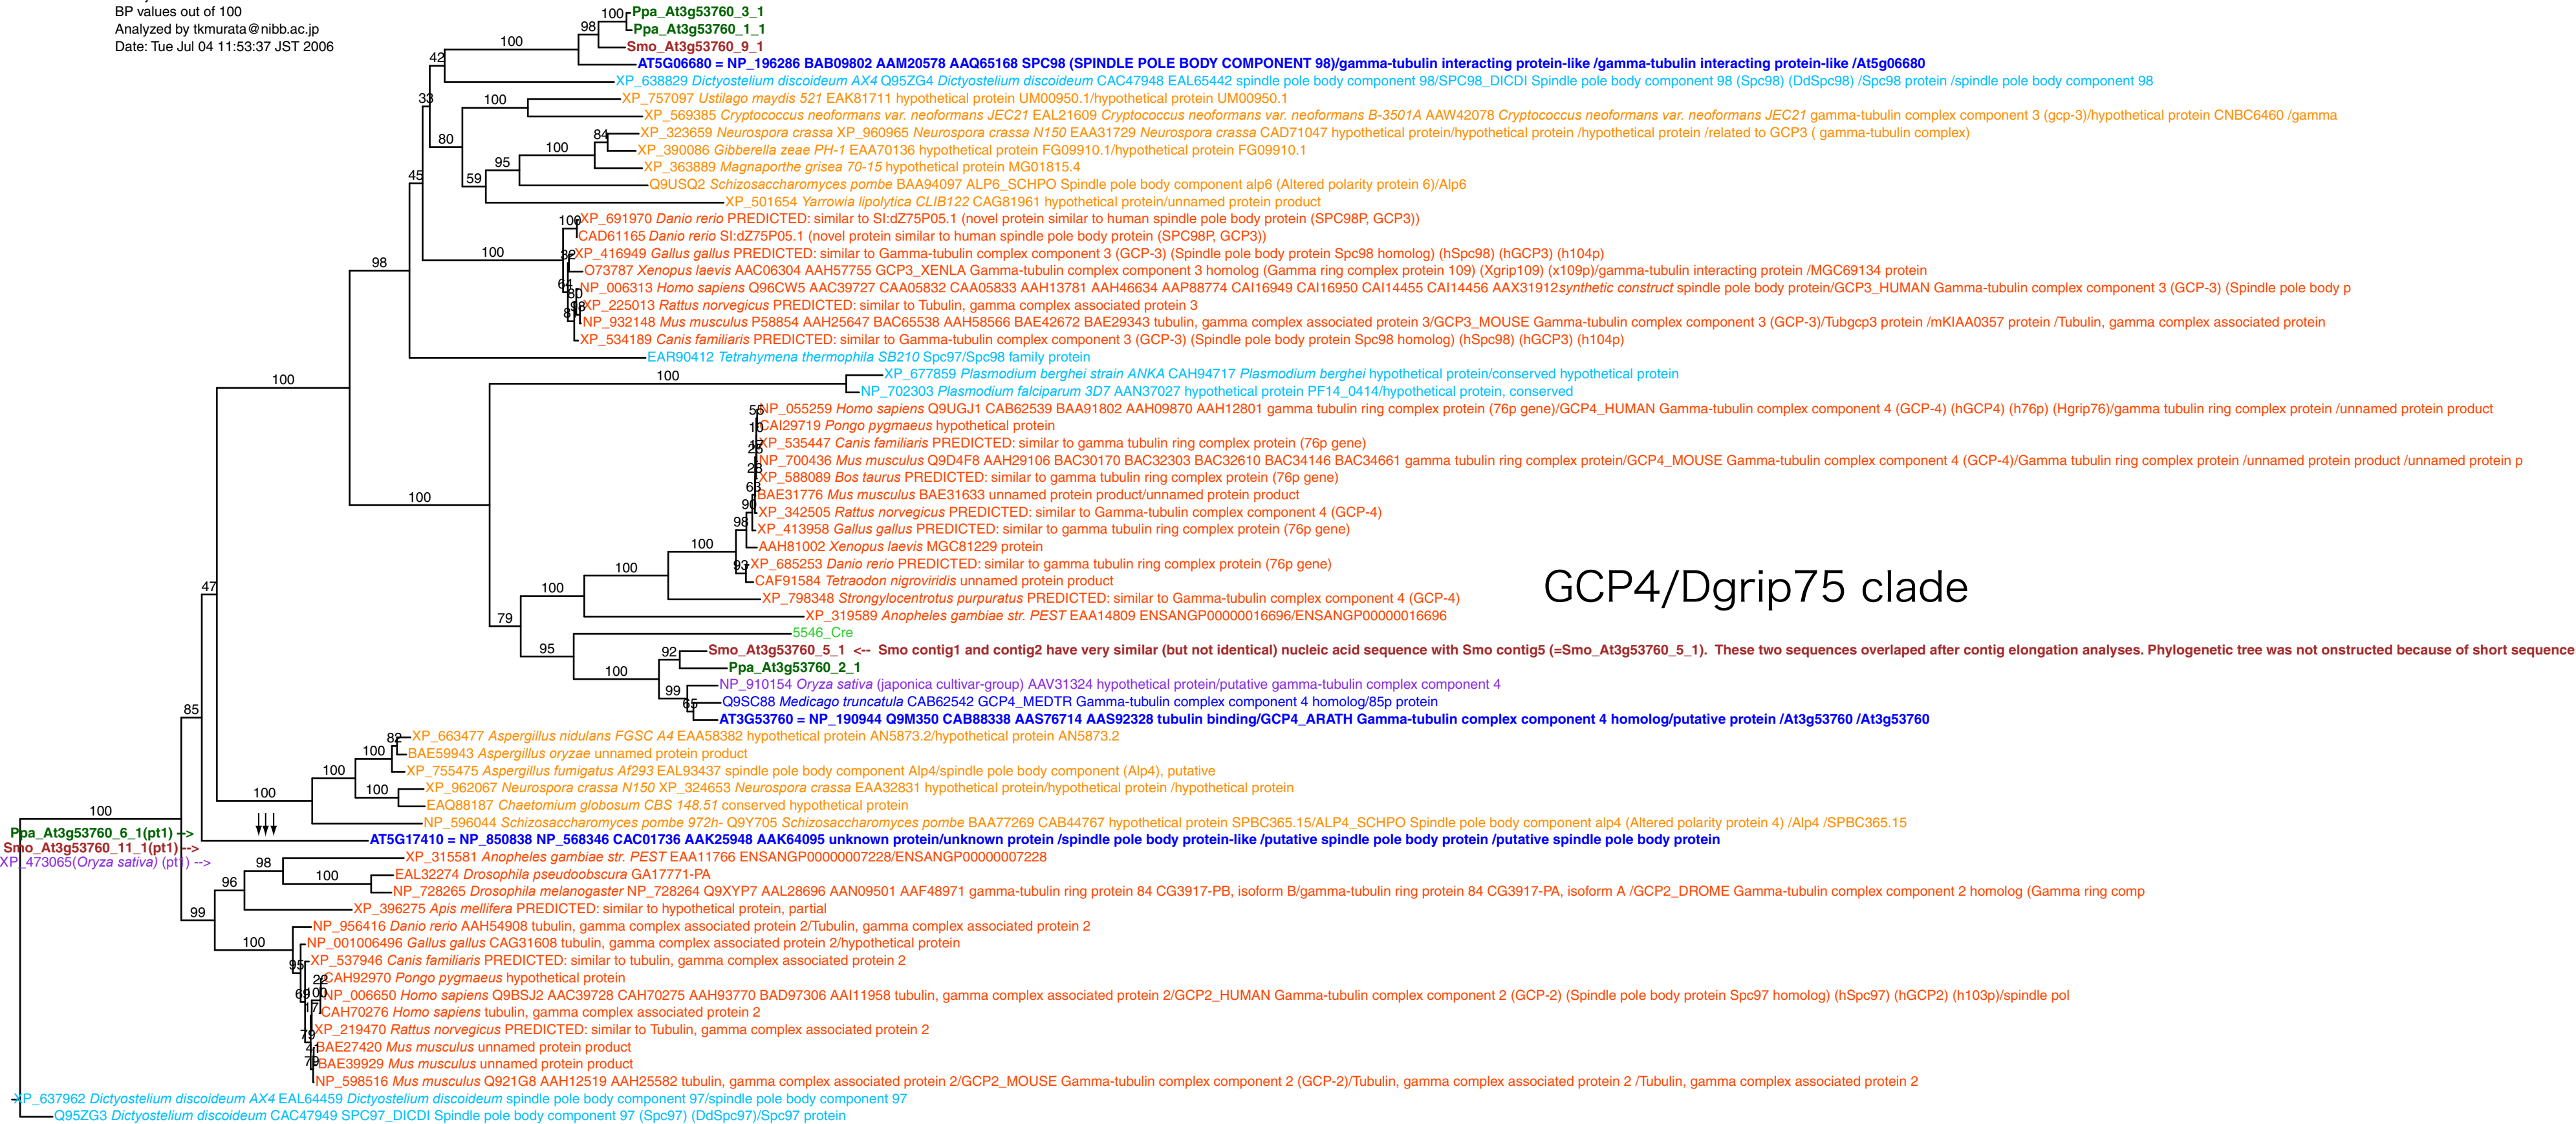 BP values out of 100
Analyzed by tkmurata@nibb.ac.jp
Date: Tue Jul 04 11:53:37 JST 2006
100 Ppa_At3g53760_3_1
98 Ppa_At3g53760_1_1
100 Smo_At3g53760_9_1
42 AT5G06680 = NP_196286 BAB09802 AAM20578 AAQ65168 SPC98 (SPINDLE POLE BODY COMPONENT 98)/gamma-tubulin interacting protein-like /gamma-tubulin interacting protein-like /At5g06680
XP_638829 Dictyostelium discoideum AX4 Q95ZG4 Dictyostelium discoideum CAC47948 EAL65442 spindle pole body component 98/SPC98_DICDI Spindle pole body component 98 (Spc98) (DdSpc98) /Spc98 protein /spindle pole body component 98
33 100 XP_757097 Ustilago maydis 521 EAK81711 hypothetical protein UM00950.1/hypothetical protein UM00950.1
XP_569385 Cryptococcus neoformans var. neoformans JEC21 EAL21609 Cryptococcus neoformans var. neoformans B-3501A AAW42078 Cryptococcus neoformans var. neoformans JEC21 gamma-tubulin complex component 3 (gcp-3)/hypothetical protein CNBC6460 /gamma
80 84 XP_323659 Neurospora crassa XP_960965 Neurospora crassa N150 EAA31729 Neurospora crassa CAD71047 hypothetical protein/hypothetical protein /hypothetical protein /related to GCP3 ( gamma-tubulin complex)
100 XP_390086 Gibberella zeae PH-1 EAA70136 hypothetical protein FG09910.1/hypothetical protein FG09910.1
95 XP_363889 Magnaporthe grisea 70-15 hypothetical protein MG01815.4
45 59 Q9USQ2 Schizosaccharomyces pombe BAA94097 ALP6_SCHPO Spindle pole body component alp6 (Altered polarity protein 6)/Alp6
XP_501654 Yarrowia lipolytica CLIB122 CAG81961 hypothetical protein/unnamed protein product
100 XP_691970 Danio rerio PREDICTED: similar to SI:dZ75P05.1 (novel protein similar to human spindle pole body protein (SPC98P, GCP3))
CAD61165 Danio rerio SI:dZ75P05.1 (novel protein similar to human spindle pole body protein (SPC98P, GCP3))
100 XP_416949 Gallus gallus PREDICTED: similar to Gamma-tubulin complex component 3 (GCP-3) (Spindle pole body protein Spc98 homolog) (hSpc98) (hGCP3) (h104p)
98 O73787 Xenopus laevis AAC06304 AAH57755 GCP3_XENLA Gamma-tubulin complex component 3 homolog (Gamma ring complex protein 109) (Xgrip109) (x109p)/gamma-tubulin interacting protein /MGC69134 protein
64 NP_006313 Homo sapiens Q96CW5 AAC39727 CAA05832 CAA05833 AAH13781 AAH46634 AAP88774 CAI16949 CAI16950 CAI14455 CAI14456 AAX31912synthetic construct spindle pole body protein/GCP3_HUMAN Gamma-tubulin complex component 3 (GCP-3) (Spindle pole body p
XP_225013 Rattus norvegicus PREDICTED: similar to Tubulin, gamma complex associated protein 3
NP_932148 Mus musculus P58854 AAH25647 BAC65538 AAH58566 BAE42672 BAE29343 tubulin, gamma complex associated protein 3/GCP3_MOUSE Gamma-tubulin complex component 3 (GCP-3)/Tubgcp3 protein /mKIAA0357 protein /Tubulin, gamma complex associated protein
XP_534189 Canis familiaris PREDICTED: similar to Gamma-tubulin complex component 3 (GCP-3) (Spindle pole body protein Spc98 homolog) (hSpc98) (hGCP3) (h104p)
EAR90412 Tetrahymena thermophila SB210 Spc97/Spc98 family protein
100 100 XP_677859 Plasmodium berghei strain ANKA CAH94717 Plasmodium berghei hypothetical protein/conserved hypothetical protein
NP_702303 Plasmodium falciparum 3D7 AAN37027 hypothetical protein PF14_0414/hypothetical protein, conserved
NP_055259 Homo sapiens Q9UGJ1 CAB62539 BAA91802 AAH09870 AAH12801 gamma tubulin ring complex protein (76p gene)/GCP4_HUMAN Gamma-tubulin complex component 4 (GCP-4) (hGCP4) (h76p) (Hgrip76)/gamma tubulin ring complex protein /unnamed protein product
CAI29719 Pongo pygmaeus hypothetical protein
XP_535447 Canis familiaris PREDICTED: similar to gamma tubulin ring complex protein (76p gene)
NP_700436 Mus musculus Q9D4F8 AAH29106 BAC30170 BAC32303 BAC32610 BAC34146 BAC34661 gamma tubulin ring complex protein/GCP4_MOUSE Gamma-tubulin complex component 4 (GCP-4)/Gamma tubulin ring complex protein /unnamed protein product /unnamed protein p
28 XP_588089 Bos taurus PREDICTED: similar to gamma tubulin ring complex protein (76p gene)
63 BAE31776 Mus musculus BAE31633 unnamed protein product/unnamed protein product
100 90 XP_342505 Rattus norvegicus PREDICTED: similar to Gamma-tubulin complex component 4 (GCP-4)
98 XP_413958 Gallus gallus PREDICTED: similar to gamma tubulin ring complex protein (76p gene)
100 AAH81002 Xenopus laevis MGC81229 protein
100 93 XP_685253 Danio rerio PREDICTED: similar to gamma tubulin ring complex protein (76p gene)
47 100 CAF91584 Tetraodon nigroviridis unnamed protein product
GCP4/Dgrip75 clade
XP_798348 Strongylocentrotus purpuratus PREDICTED: similar to Gamma-tubulin complex component 4 (GCP-4)
79 XP_319589 Anopheles gambiae str. PEST EAA14809 ENSANGP00000016696/ENSANGP00000016696
5546_Cre
95 92 Smo_At3g53760_5_1 <-- Smo contig1 and contig2 have very similar (but not identical) nucleic acid sequence with Smo contig5 (=Smo_At3g53760_5_1). These two sequences overlaped after contig elongation analyses. Phylogenetic tree was not onstructed because of short sequence
100 Ppa_At3g53760_2_1
99 NP_910154 Oryza sativa (japonica cultivar-group) AAV31324 hypothetical protein/putative gamma-tubulin complex component 4
65 Q9SC88 Medicago truncatula CAB62542 GCP4_MEDTR Gamma-tubulin complex component 4 homolog/85p protein
85 AT3G53760 = NP_190944 Q9M350 CAB88338 AAS76714 AAS92328 tubulin binding/GCP4_ARATH Gamma-tubulin complex component 4 homolog/putative protein /At3g53760 /At3g53760
82 XP_663477 Aspergillus nidulans FGSC A4 EAA58382 hypothetical protein AN5873.2/hypothetical protein AN5873.2
100 BAE59943 Aspergillus oryzae unnamed protein product
100 XP_755475 Aspergillus fumigatus Af293 EAL93437 spindle pole body component Alp4/spindle pole body component (Alp4), putative
100 100 XP_962067 Neurospora crassa N150 XP_324653 Neurospora crassa EAA32831 hypothetical protein/hypothetical protein /hypothetical protein
100 EAQ88187 Chaetomium globosum CBS 148.51 conserved hypothetical protein
NP_596044 Schizosaccharomyces pombe 972h- Q9Y705 Schizosaccharomyces pombe BAA77269 CAB44767 hypothetical protein SPBC365.15/ALP4_SCHPO Spindle pole body component alp4 (Altered polarity protein 4) /Alp4 /SPBC365.15
Ppa_At3g53760_6_1(pt1) -->
AT5G17410 = NP_850838 NP_568346 CAC01736 AAK25948 AAK64095 unknown protein/unknown protein /spindle pole body protein-like /putative spindle pole body protein /putative spindle pole body protein
Smo_At3g53760_11_1(pt1) -->
XP_473065(Oryza sativa) (pt1) -->
98 XP_315581 Anopheles gambiae str. PEST EAA11766 ENSANGP00000007228/ENSANGP00000007228
96 100 EAL32274 Drosophila pseudoobscura GA17771-PA
NP_728265 Drosophila melanogaster NP_728264 Q9XYP7 AAL28696 AAN09501 AAF48971 gamma-tubulin ring protein 84 CG3917-PB, isoform B/gamma-tubulin ring protein 84 CG3917-PA, isoform A /GCP2_DROME Gamma-tubulin complex component 2 homolog (Gamma ring comp
99 XP_396275 Apis mellifera PREDICTED: similar to hypothetical protein, partial
NP_956416 Danio rerio AAH54908 tubulin, gamma complex associated protein 2/Tubulin, gamma complex associated protein 2
100 NP_001006496 Gallus gallus CAG31608 tubulin, gamma complex associated protein 2/hypothetical protein
95 XP_537946 Canis familiaris PREDICTED: similar to tubulin, gamma complex associated protein 2
22 CAH92970 Pongo pygmaeus hypothetical protein
NP_006650 Homo sapiens Q9BSJ2 AAC39728 CAH70275 AAH93770 BAD97306 AAI11958 tubulin, gamma complex associated protein 2/GCP2_HUMAN Gamma-tubulin complex component 2 (GCP-2) (Spindle pole body protein Spc97 homolog) (hSpc97) (hGCP2) (h103p)/spindle pol
CAH70276 Homo sapiens tubulin, gamma complex associated protein 2
XP_219470 Rattus norvegicus PREDICTED: similar to Tubulin, gamma complex associated protein 2
BAE27420 Mus musculus unnamed protein product
BAE39929 Mus musculus unnamed protein product
NP_598516 Mus musculus Q921G8 AAH12519 AAH25582 tubulin, gamma complex associated protein 2/GCP2_MOUSE Gamma-tubulin complex component 2 (GCP-2)/Tubulin, gamma complex associated protein 2 /Tubulin, gamma complex associated protein 2
XP_637962 Dictyostelium discoideum AX4 EAL64459 Dictyostelium discoideum spindle pole body component 97/spindle pole body component 97
Q95ZG3 Dictyostelium discoideum CAC47949 SPC97_DICDI Spindle pole body component 97 (Spc97) (DdSpc97)/Spc97 protein